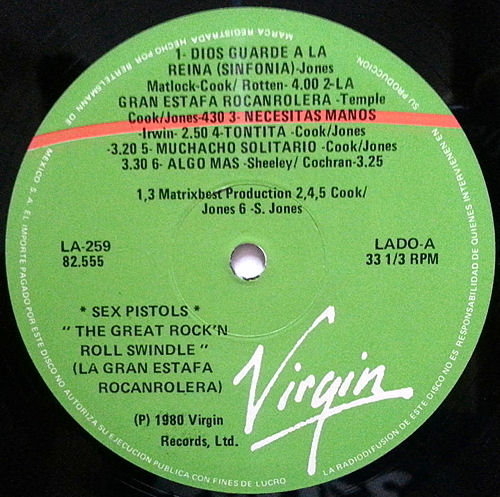 1- DIOS GUARDE A LA
REINA (SINFONIA)-Jones
Matlock-Cook/ Rotten- 4.00 2-LA
GRAN ESTAFA ROCANROLERA -Temple
Cook/Jones-430 3- NECESITAS MANOS
-Irwin- 2.50 4-TONTITA -Cook/Jones
-3.20 5- MUCHACHO SOLITARIO -Cook/Jones
3.30 6- ALGO MAS -Sheeley/ Cochran-3.25
1,3 Matrixbest Production 2,4,5 Cook/
Jones 6 -S. Jones
LA-259
82.555
LADO-A
33 1/3 RPM
* SEX PISTOLS *
" THE GREAT ROCK'N
ROLL SWINDLE "
(LA GRAN ESTAFA
ROCANROLERA)
(P) 1980 Virgin
Records, Ltd.
Virgin
MARCA REGISTRADA HECHO POR BERTELSMANN DE MEXICO S. A. EL IMPORTE PAGADO POR ESTE DISCO NO AUTORIZA SU EJECUCION PUBLICA CON FINES DE LUCRO
LA RADIODIFUSION DE ESTE DISCO NO ES RESPONSABILIDAD DE QUIENES INTERVIENEN EN SU PRODUCCION